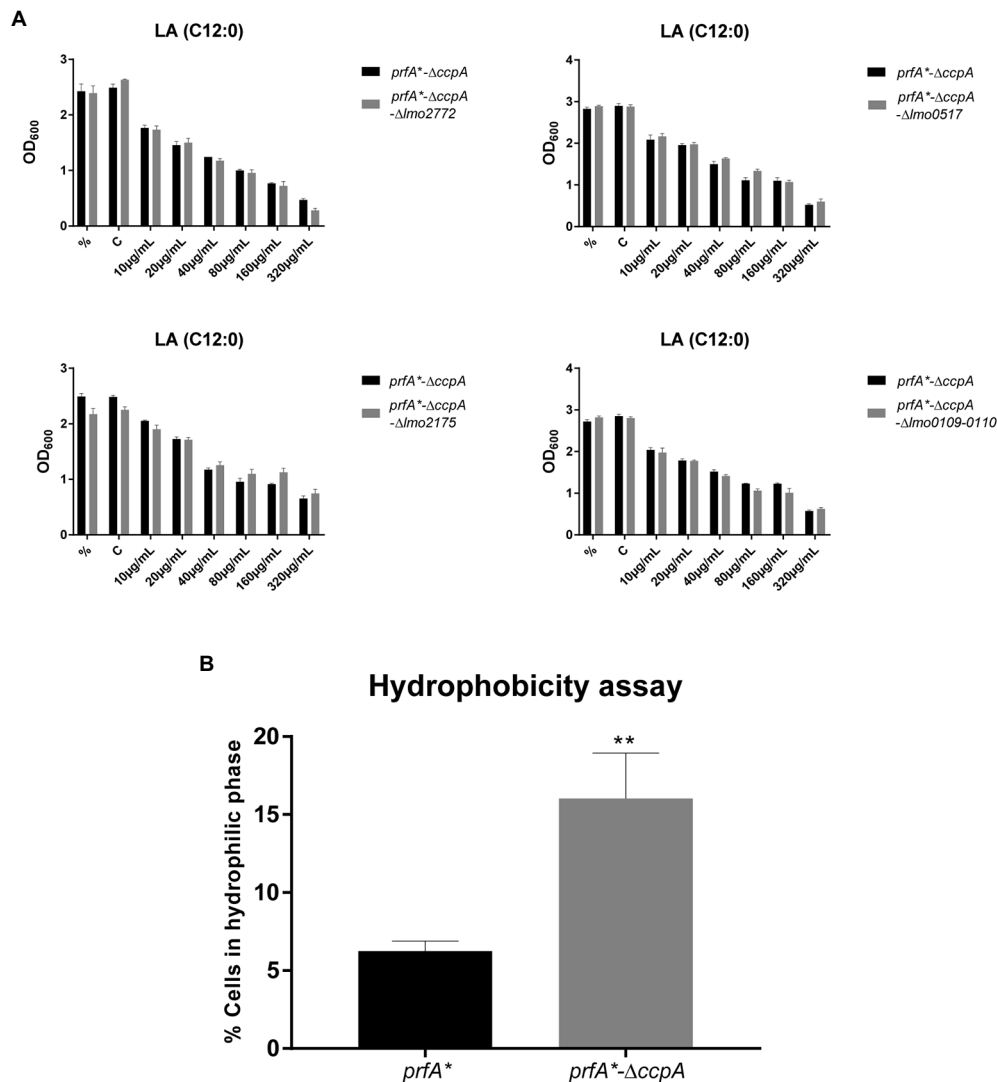 A
LA (C12:0)
OD600
3
2
1
0
%
C
10µg/mL
20µg/mL
40µg/mL
80µg/mL
160µg/mL
320µg/mL
prfA*-ΔccpA
prfA*-ΔccpA
-Δlmo2772
LA (C12:0)
OD600
4
3
2
1
0
%
C
10µg/mL
20µg/mL
40µg/mL
80µg/mL
160µg/mL
320µg/mL
prfA*-ΔccpA
prfA*-ΔccpA
-Δlmo0517
LA (C12:0)
OD600
3
2
1
0
%
C
10µg/mL
20µg/mL
40µg/mL
80µg/mL
160µg/mL
320µg/mL
prfA*-ΔccpA
prfA*-ΔccpA
-Δlmo2175
LA (C12:0)
OD600
4
3
2
1
0
%
C
10µg/mL
20µg/mL
40µg/mL
80µg/mL
160µg/mL
320µg/mL
prfA*-ΔccpA
prfA*-ΔccpA
-Δlmo0109-0110
B
Hydrophobicity assay
% Cells in hydrophilic phase
20
15
10
5
0
**
prfA*
prfA*-ΔccpA